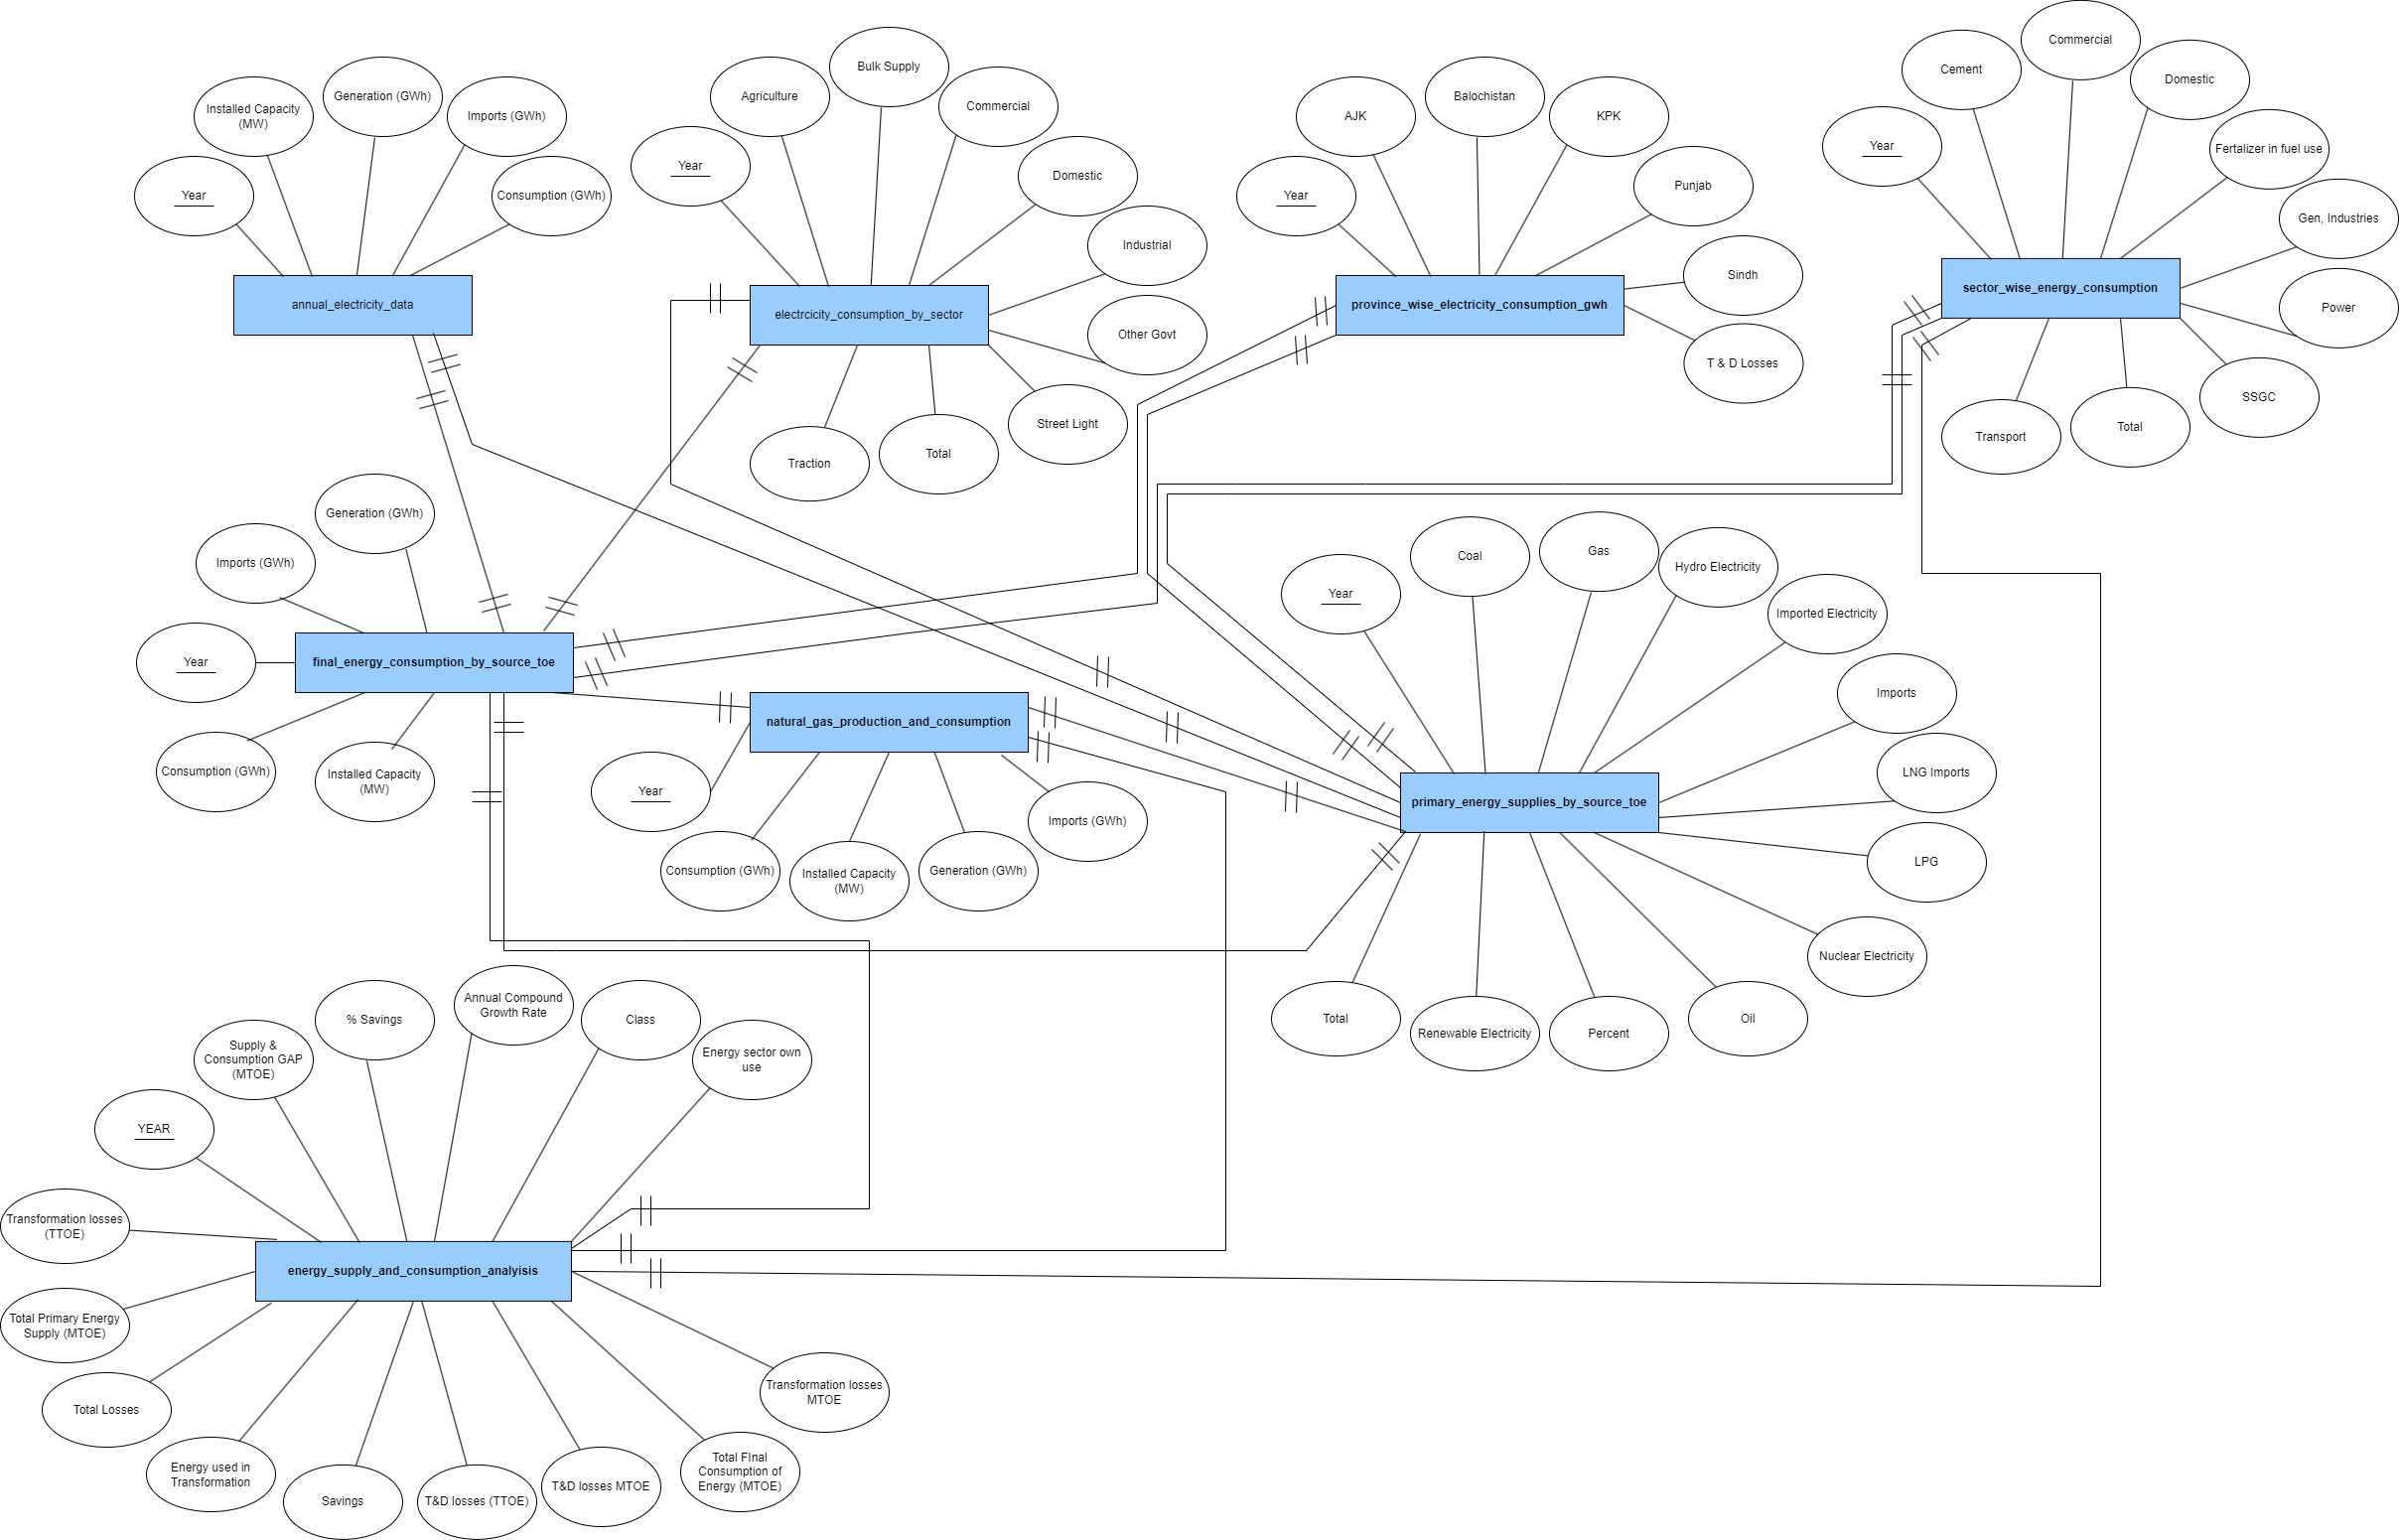 Installed Capacity
(MW)
Generation (GWh)
Imports (GWh)
Year
Consumption (GWh)
annual_electricity_data
Agriculture
Bulk Supply
Commercial
Year
Domestic
Industrial
electrcicity_consumption_by_sector
Other Govt
Street Light
Traction
Total
AJK
Balochistan
KPK
Year
Punjab
Sindh
province_wise_electricity_consumption_gwh
T & D Losses
Cement
Commercial
Domestic
Year
Fertalizer in fuel use
Gen, Industries
sector_wise_energy_consumption
Power
SSGC
Transport
Total
Generation (GWh)
Imports (GWh)
final_energy_consumption_by_source_toe
Year
Consumption (GWh)
Installed Capacity
(MW)
natural_gas_production_and_consumption
Year
Consumption (GWh)
Installed Capacity
(MW)
Generation (GWh)
Imports (GWh)
Year
Coal
Gas
Hydro Electricity
Imported Electricity
Imports
LNG Imports
primary_energy_supplies_by_source_toe
LPG
Nuclear Electricity
Total
Renewable Electricity
Percent
Oil
Supply &
Consumption GAP
(MTOE)
% Savings
Annual Compound
Growth Rate
Class
Energy sector own
use
YEAR
Transformation losses
(TTOE)
energy_supply_and_consumption_analyisis
Total Primary Energy
Supply (MTOE)
Total Losses
Energy used in
Transformation
Savings
T&D losses (TTOE)
T&D losses MTOE
Total FInal
Consumption of
Energy (MTOE)
Transformation losses
MTOE